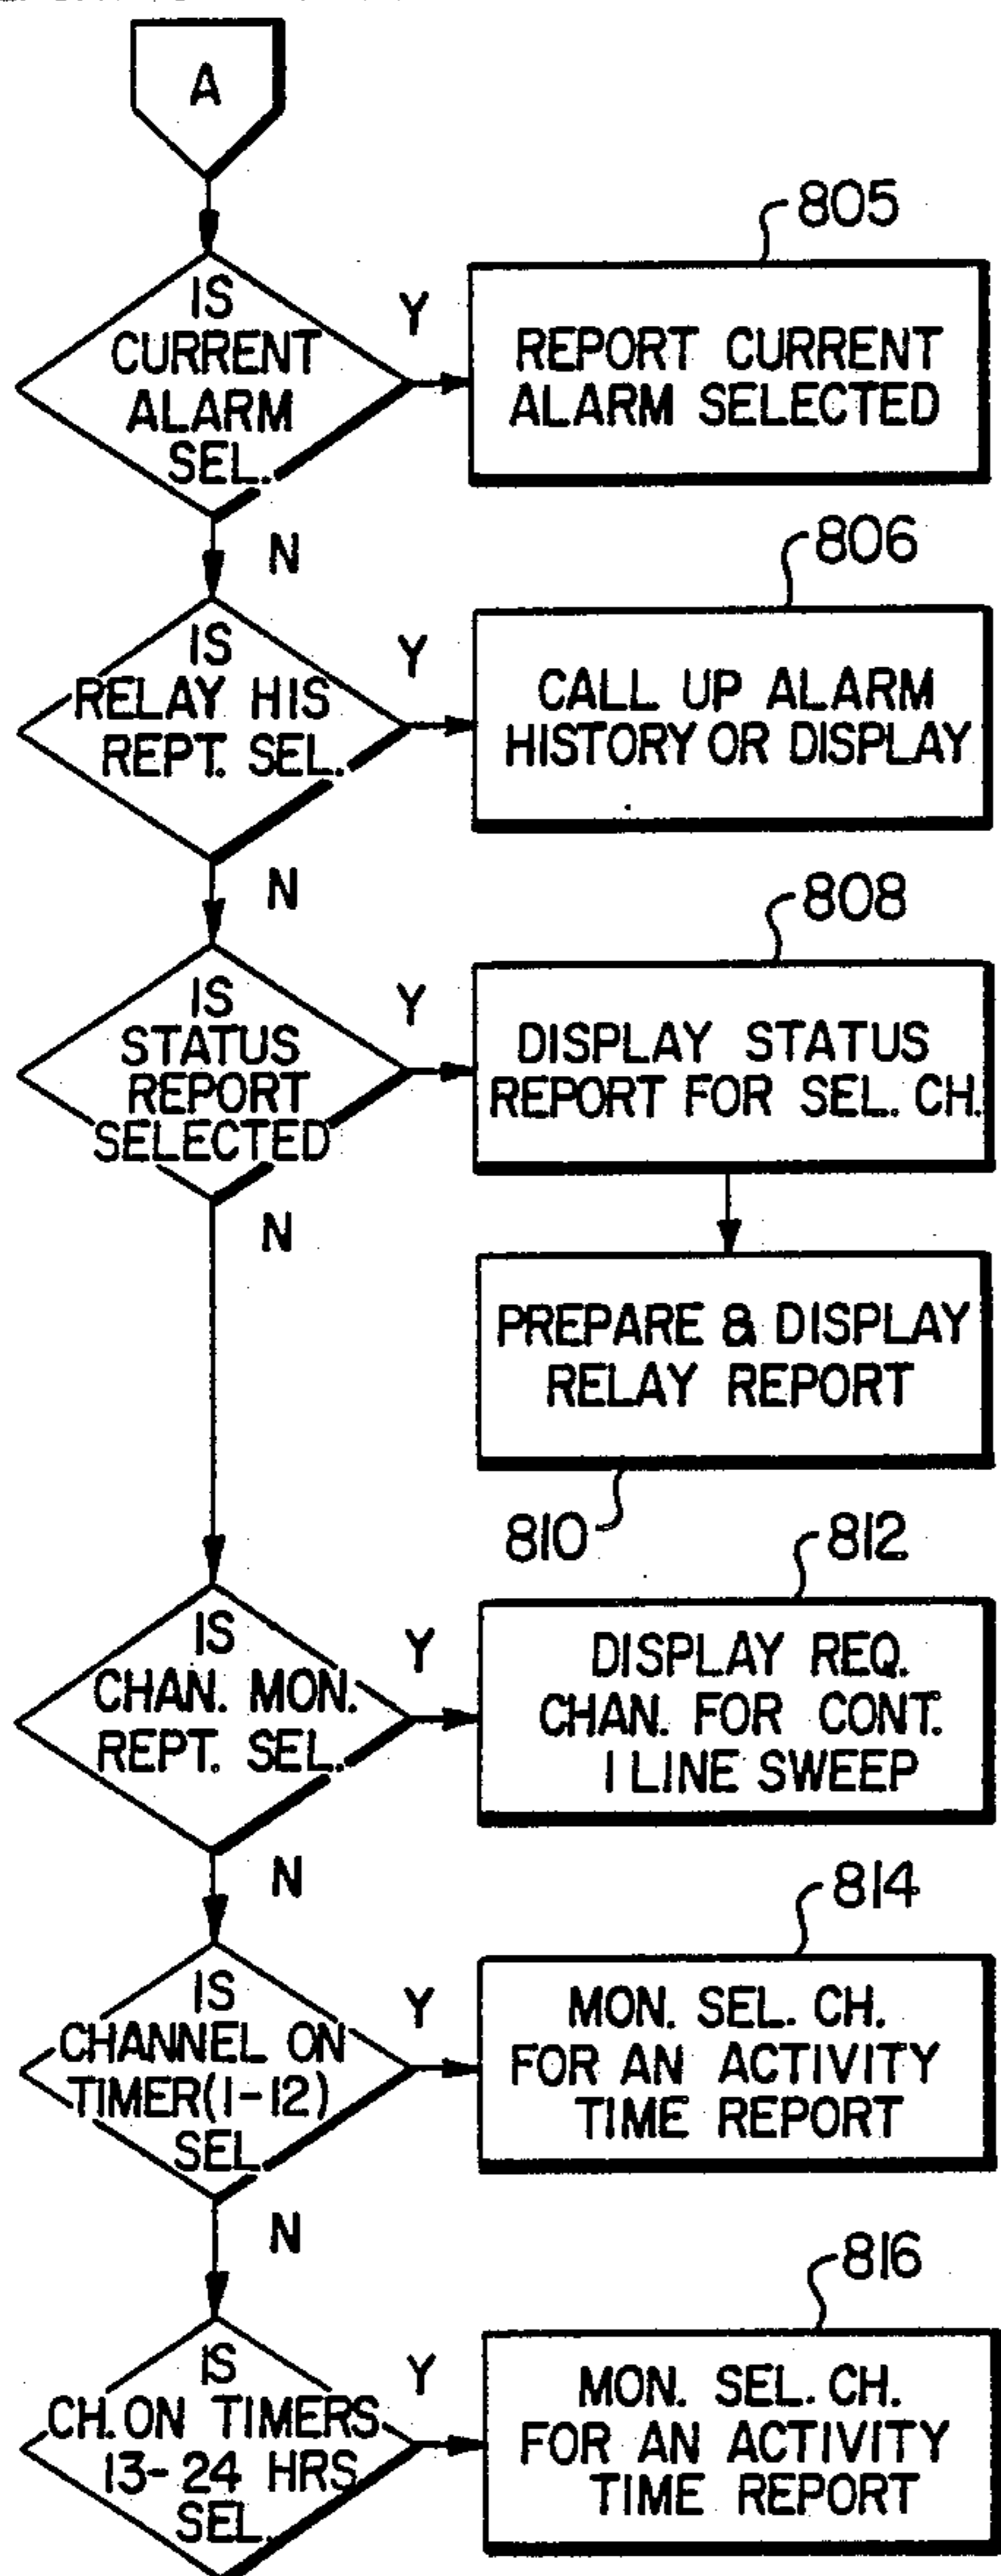 A
IS
CURRENT
ALARM
SEL.
Y
805
REPORT CURRENT
ALARM SELECTED
N
IS
RELAY HIS
REPT. SEL.
Y
806
CALL UP ALARM
HISTORY OR DISPLAY
N
IS
STATUS
REPORT
SELECTED
Y
808
DISPLAY STATUS
REPORT FOR SEL. CH.
N
PREPARE & DISPLAY
RELAY REPORT
810
IS
CHAN. MON.
REPT. SEL.
Y
812
DISPLAY REQ.
CHAN. FOR CONT.
1 LINE SWEEP
N
IS
CHANNEL ON
TIMER(1-12)
SEL.
Y
814
MON. SEL. CH.
FOR AN ACTIVITY
TIME REPORT
N
IS
CH. ON TIMERS
13-24 HRS
SEL.
Y
816
MON. SEL. CH.
FOR AN ACTIVITY
TIME REPORT